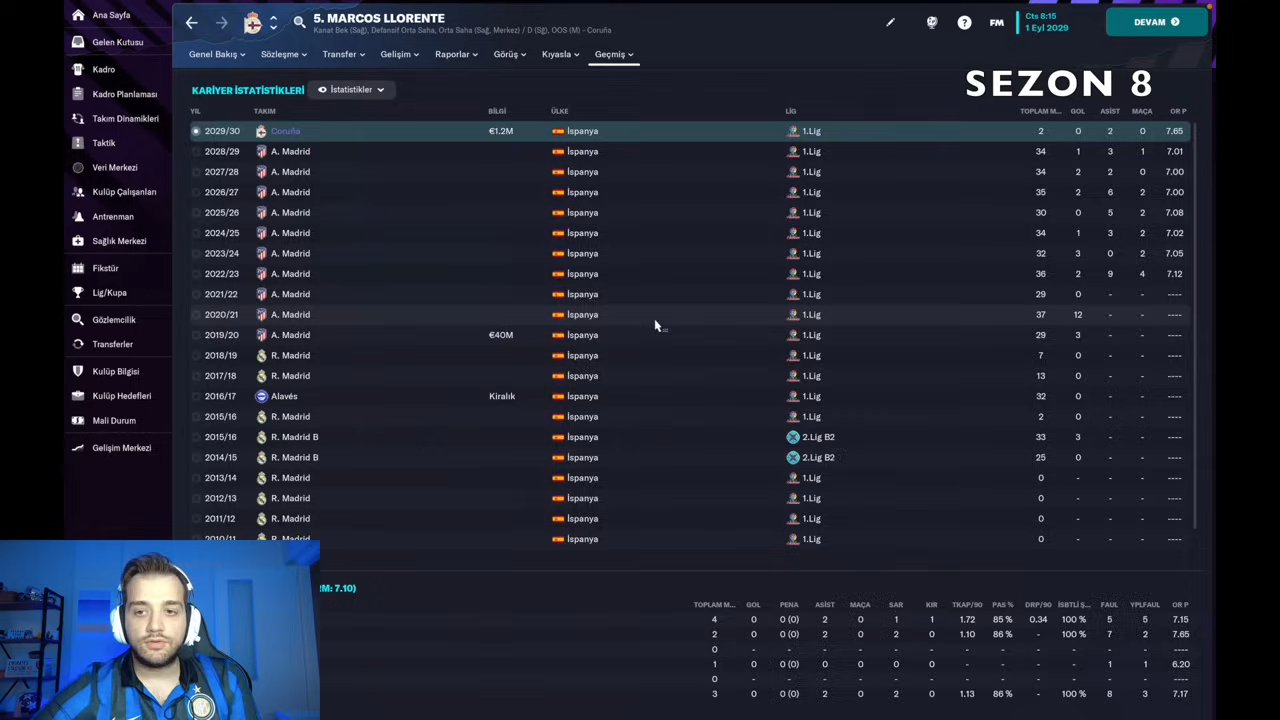 Ana Sayfa
Gelen Kutusu
Kadro
Kadro Planlaması
Takım Dinamikleri
Taktik
Veri Merkezi
Kulüp Çalışanları
Antrenman
Sağlık Merkezi
Fikstür
Lig/Kupa
Gözlemcilik
Transferler
Kulüp Bilgisi
Kulüp Hedefleri
Mali Durum
Gelişim Merkezi
5. MARCOS LLORENTE
Kanat Bek (Sağ), Defansif Orta Saha, Orta Saha (Sağ, Merkez) / D (Sğ), OOS (M) - Coruña
FM
Cts 8:15
1 Eyl 2029
DEVAM
Genel Bakış Sözleşme Transfer Gelişim Raporlar Görüş Kıyasla Geçmiş
SEZON 8
KARİYER İSTATİSTİKLERİ İstatistikler
YIL TAKIM BİLGİ ÜLKE LİG TOPLAM M... GOL ASİST MAÇA OR P
2029/30 Coruña €1.2M İspanya 1.Lig 2 0 2 0 7.65
2028/29 A. Madrid İspanya 1.Lig 34 1 3 1 7.01
2027/28 A. Madrid İspanya 1.Lig 34 2 2 0 7.00
2026/27 A. Madrid İspanya 1.Lig 35 2 6 2 7.00
2025/26 A. Madrid İspanya 1.Lig 30 0 5 2 7.08
2024/25 A. Madrid İspanya 1.Lig 34 1 3 2 7.02
2023/24 A. Madrid İspanya 1.Lig 32 3 0 2 7.05
2022/23 A. Madrid İspanya 1.Lig 36 2 9 4 7.12
2021/22 A. Madrid İspanya 1.Lig 29 0 - - ----
2020/21 A. Madrid İspanya 1.Lig 37 12 - - ----
2019/20 A. Madrid €40M İspanya 1.Lig 29 3 - - ----
2018/19 R. Madrid İspanya 1.Lig 7 0 - - ----
2017/18 R. Madrid İspanya 1.Lig 13 0 - - ----
2016/17 Alavés Kiralık İspanya 1.Lig 32 0 - - ----
2015/16 R. Madrid İspanya 1.Lig 2 0 - - ----
2015/16 R. Madrid B İspanya 2.Lig B2 33 3 - - ----
2014/15 R. Madrid B İspanya 2.Lig B2 25 0 - - ----
2013/14 R. Madrid İspanya 1.Lig 0 - - - ----
2012/13 R. Madrid İspanya 1.Lig 0 - - - ----
2011/12 R. Madrid İspanya 1.Lig 0 - - - ----
2010/11 R. Madrid İspanya 1.Lig 0 - - - ----
M: 7.10)
TOPLAM M... GOL PENA ASİST MAÇA SAR KIR TKAP/90 PAS % DRP/90 İSBTLİ Ş... FAUL YPLFAUL OR P
4 0 0 (0) 2 0 1 1 1.72 85 % 0.34 100 % 5 5 7.15
2 0 0 (0) 2 0 2 0 1.10 86 % - 100 % 7 2 7.65
0 - - - - - - - - - - - - ----
0 0 (0) 0 0 0 0 - - - 1 1 6.20
0 - - - - - - - - - - - - ----
3 0 0 (0) 2 0 2 0 1.13 86 % - 100 % 8 3 7.17